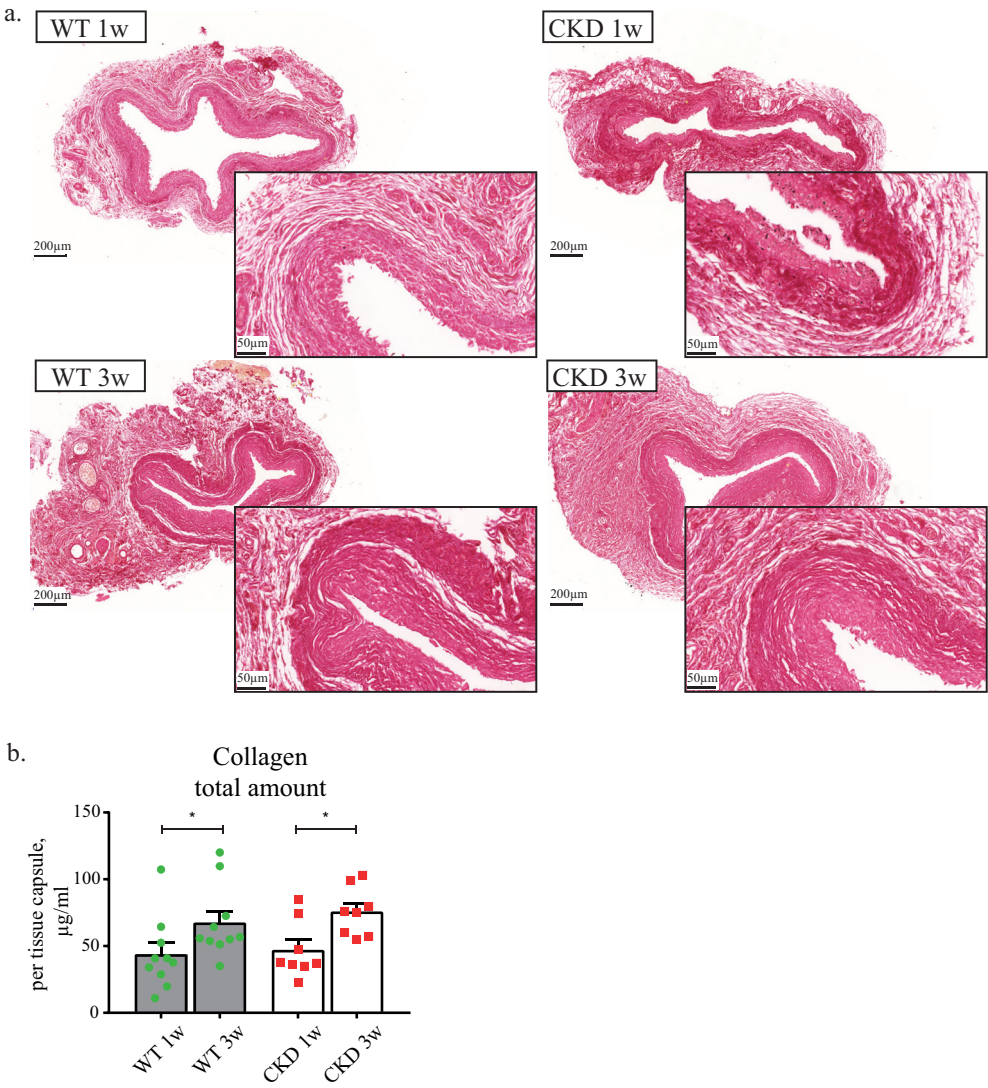 a.
WT 1w
CKD 1w
200µm
50µm
200µm
50µm
WT 3w
CKD 3w
200µm
50µm
200µm
50µm
b.
Collagen
total amount
per tissue capsule,
µg/ml
150
*
*
100
50
0
WT 1w
WT 3w
CKD 1w
CKD 3w